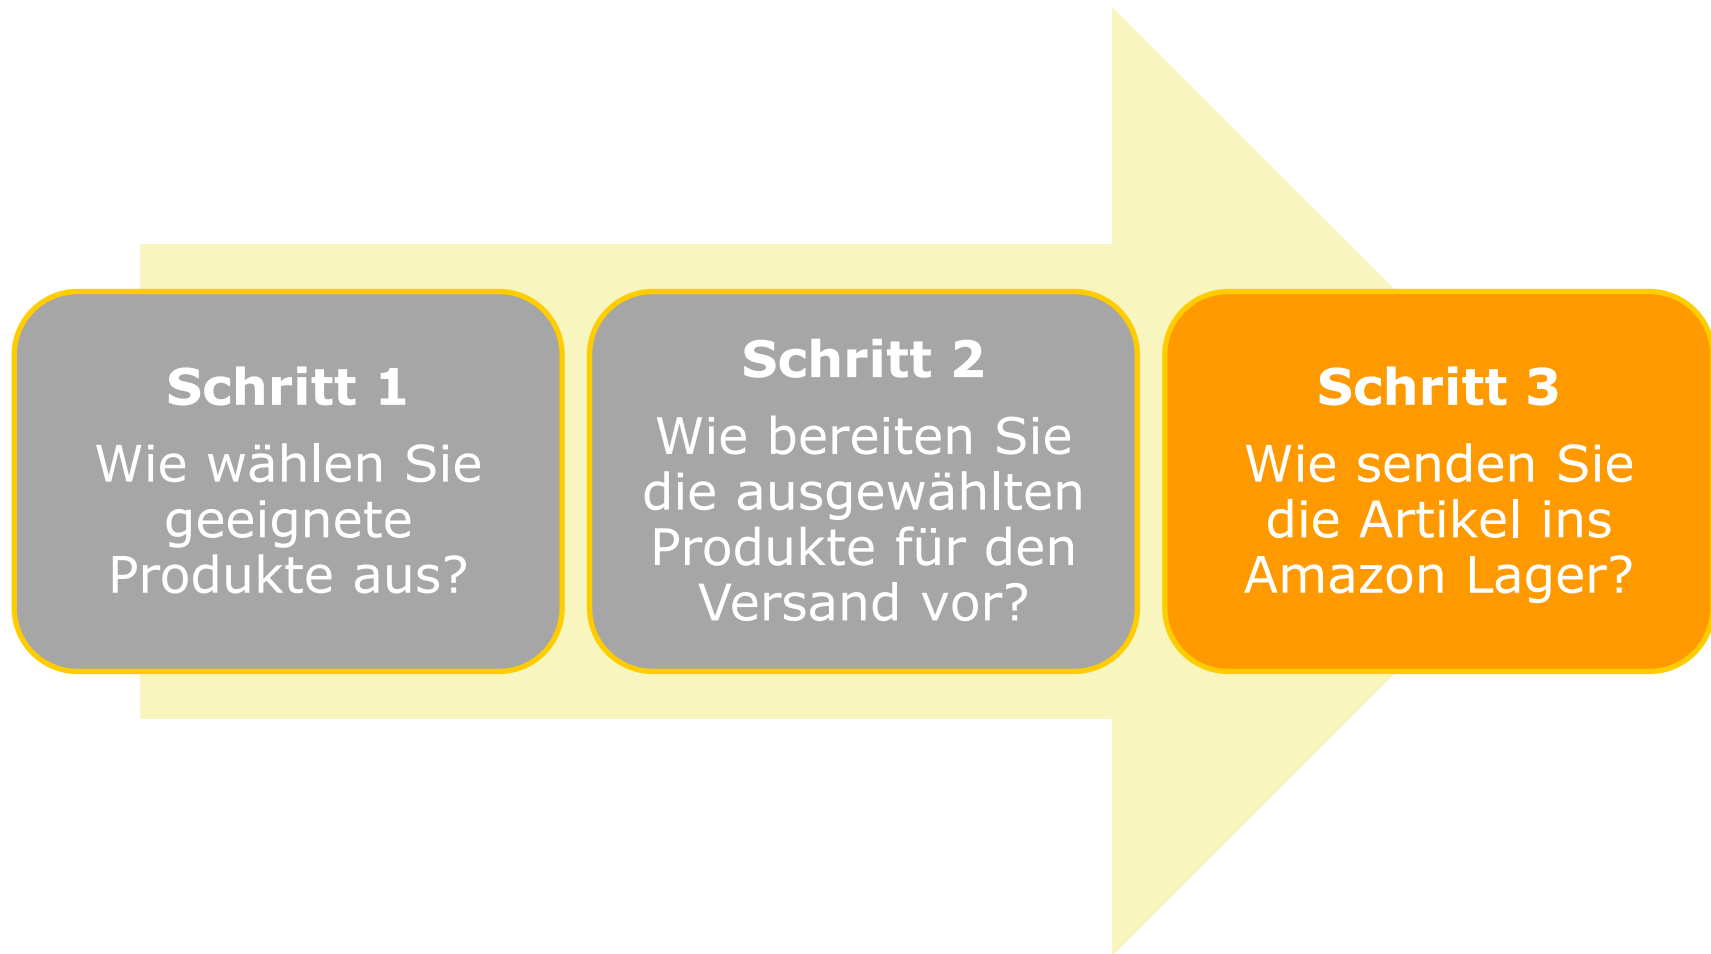 Schritt 1
Wie wählen Sie
geeignete
Produkte aus?
Schritt 2
Wie bereiten Sie
die ausgewählten
Produkte für den
Versand vor?
Schritt 3
Wie senden Sie
die Artikel ins
Amazon Lager?